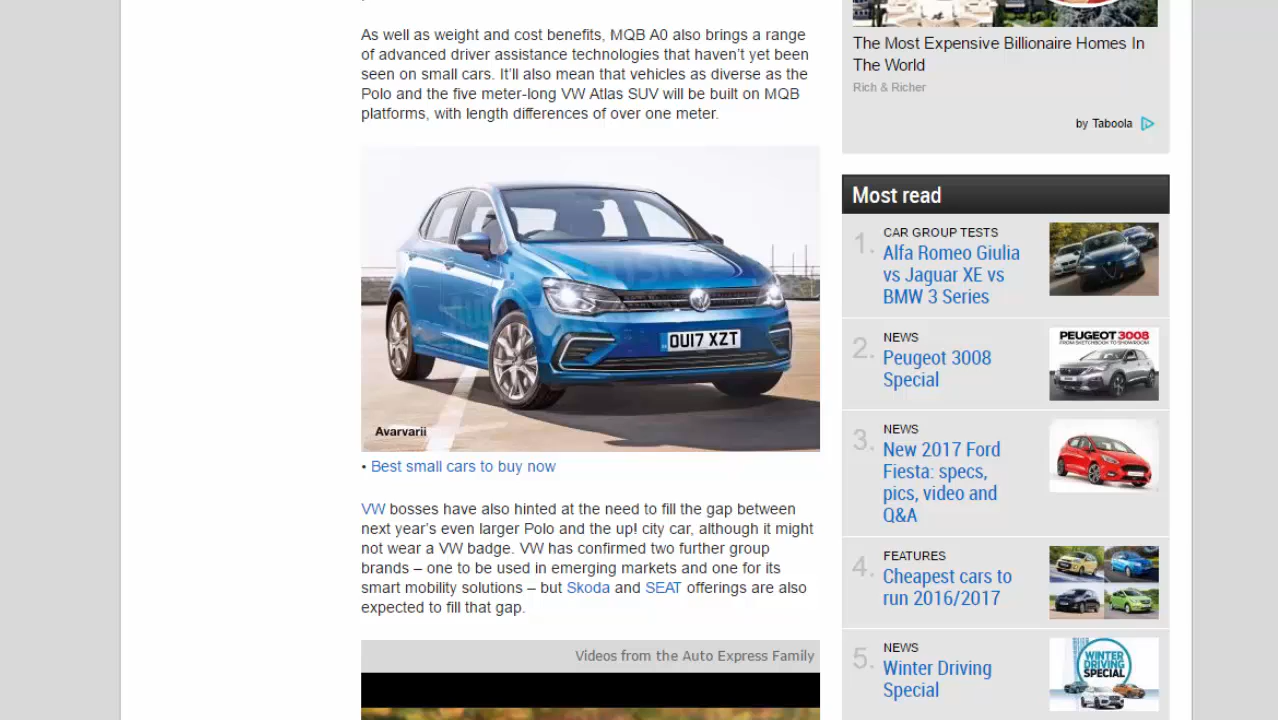 As well as weight and cost benefits, MQB A0 also brings a range
of advanced driver assistance technologies that haven't yet been
seen on small cars. It'll also mean that vehicles as diverse as the
Polo and the five meter-long VW Atlas SUV will be built on MQB
platforms, with length differences of over one meter.
OU17 XZT
Avarvarii
• Best small cars to buy now
VW bosses have also hinted at the need to fill the gap between
next year's even larger Polo and the up! city car, although it might
not wear a VW badge. VW has confirmed two further group
brands – one to be used in emerging markets and one for its
smart mobility solutions – but Skoda and SEAT offerings are also
expected to fill that gap.
Videos from the Auto Express Family
The Most Expensive Billionaire Homes In
The World
Rich & Richer
by Taboola
Most read
1.
CAR GROUP TESTS
Alfa Romeo Giulia
vs Jaguar XE vs
BMW 3 Series
2.
NEWS
Peugeot 3008
Special
PEUGEOT 3008
FROM SKETCHBOOK TO SHOWROOM
3.
NEWS
New 2017 Ford
Fiesta: specs,
pics, video and
Q&A
4.
FEATURES
Cheapest cars to
run 2016/2017
5.
NEWS
Winter Driving
Special
WINTER
DRIVING
SPECIAL